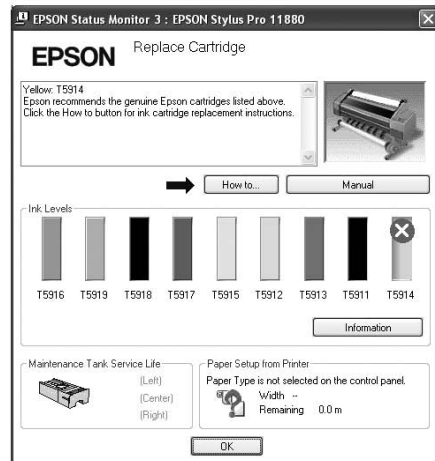 EPSON Status Monitor 3 : EPSON Stylus Pro 11880
EPSON
Replace Cartridge
Yellow: T5914
Epson recommends the genuine Epson cartridges listed above.
Click the How to button for ink cartridge replacement instructions.
How to...
Manual
Ink Levels
T5916 T5919 T5918 T5917 T5915 T5912 T5913 T5911 T5914
Information
Maintenance Tank Service Life
(Left)
(Center)
(Right)
Paper Setup from Printer
Paper Type is not selected on the control panel.
Width --
Remaining 0.0 m
OK